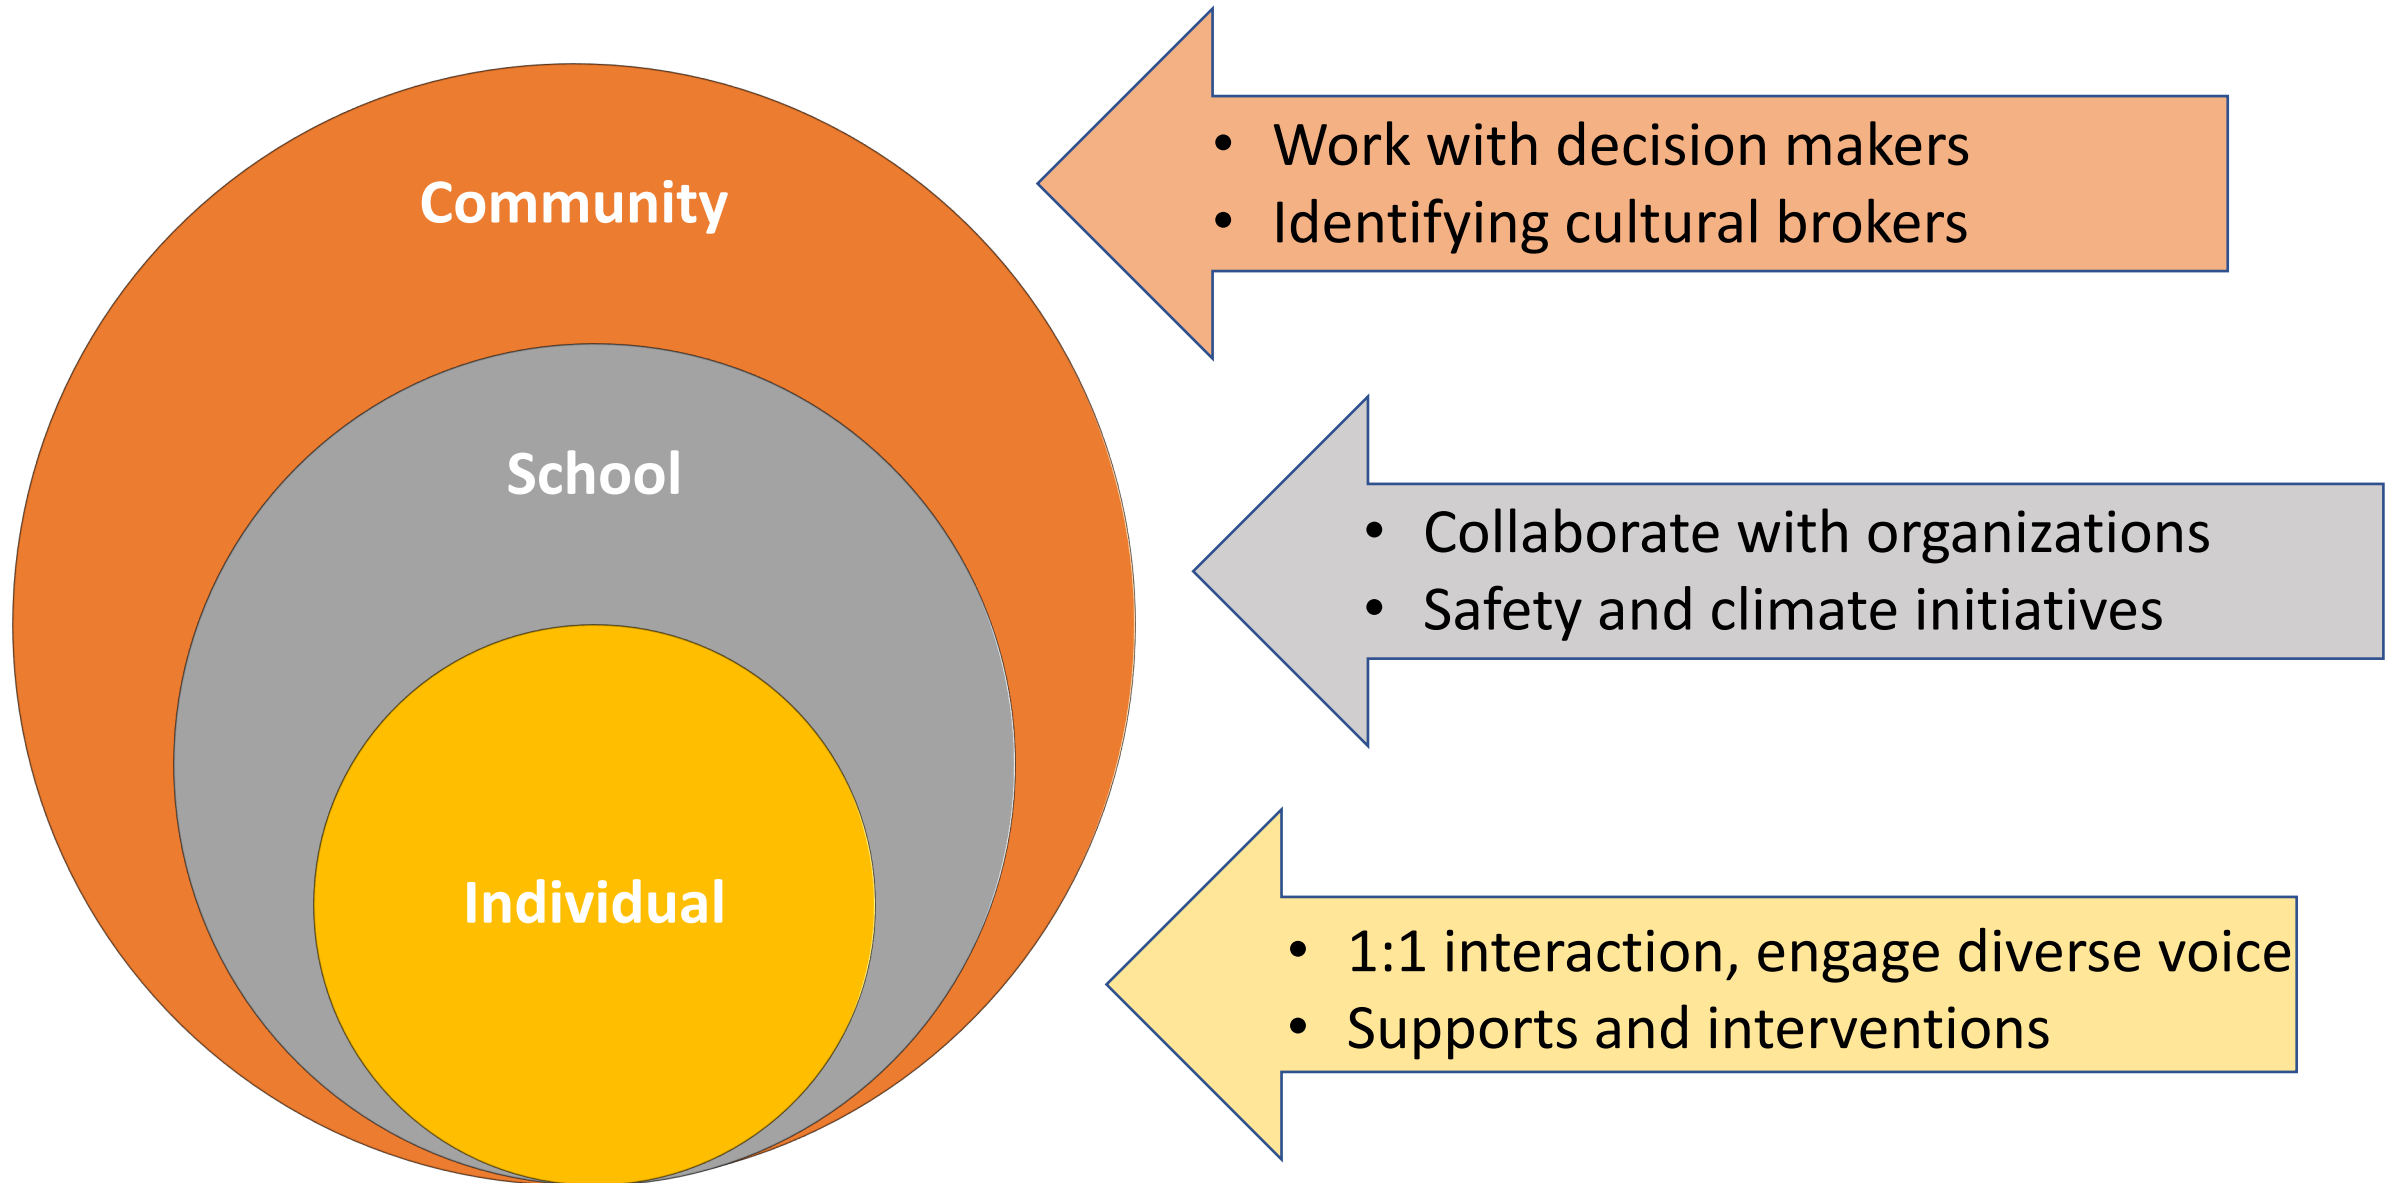 Community
• Work with decision makers
• Identifying cultural brokers
School
• Collaborate with organizations
• Safety and climate initiatives
Individual
• 1:1 interaction, engage diverse voice
• Supports and interventions